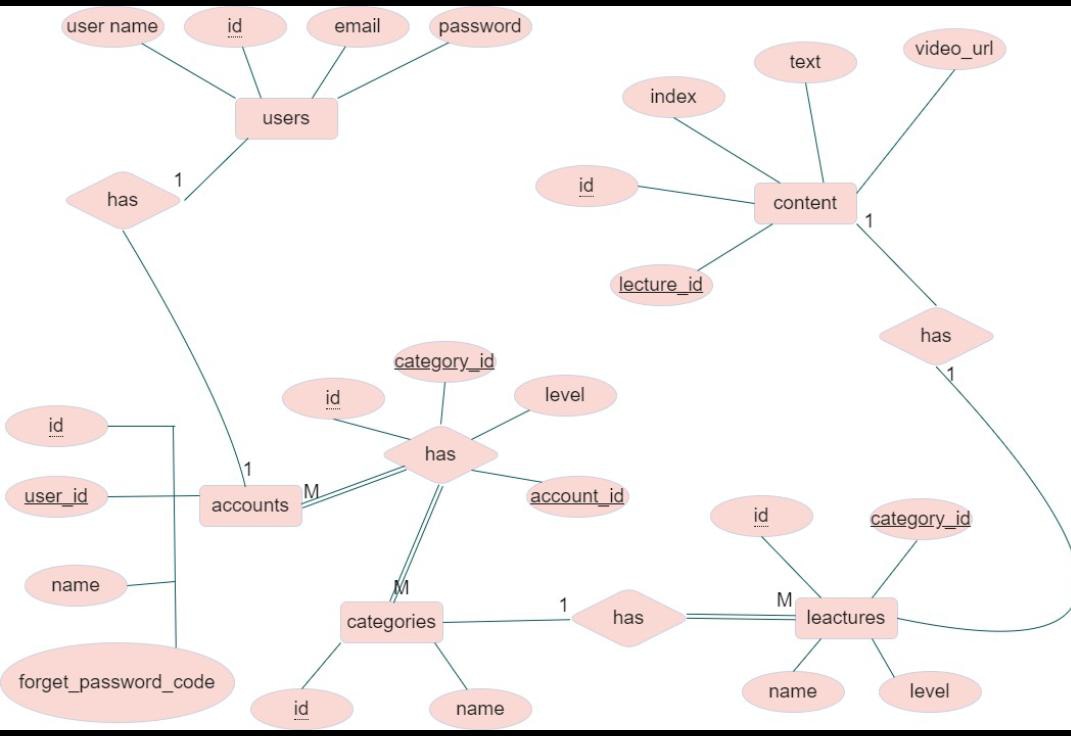 user name
id
email
password
users
1
has
1
accounts
id
user_id
name
forget_password_code
M
has
id
category_id
level
account_id
M
categories
id
name
1
has
M
leactures
id
category_id
name
level
1
has
1
content
id
index
text
video_url
lecture_id